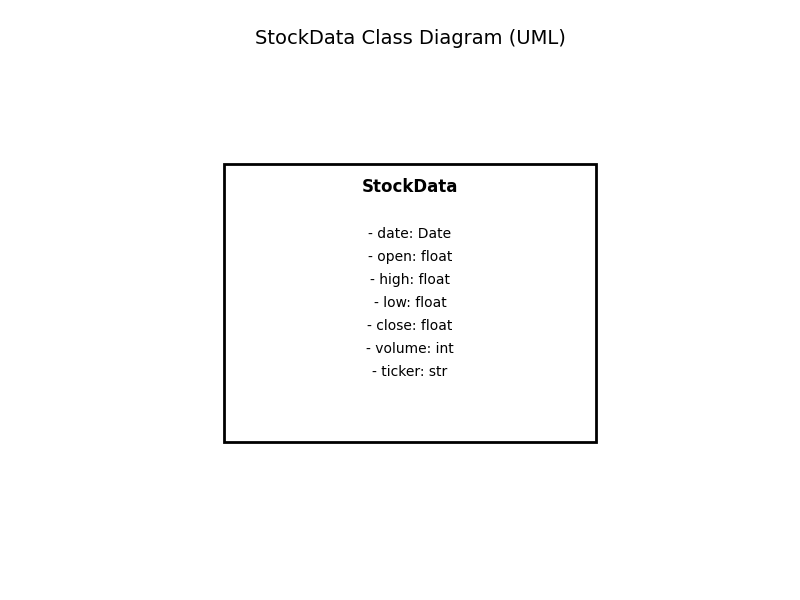 StockData Class Diagram (UML)
StockData
- date: Date
- open: float
- high: float
- low: float
- close: float
- volume: int
- ticker: str